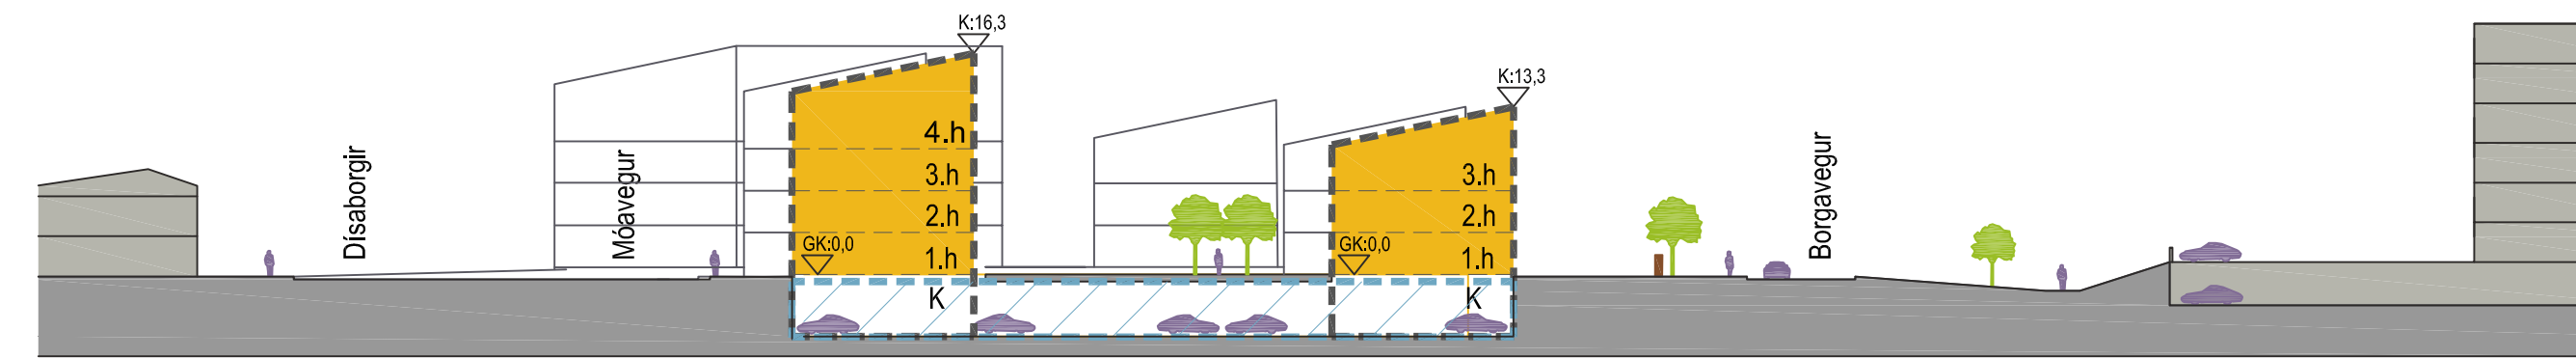 K:16,3
K:13,3
4.h
3.h
3.h
2.h
2.h
GK:0,0
GK:0,0
1.h
1.h
K
K
Dísaborgir
Móavegur
Borgavegur